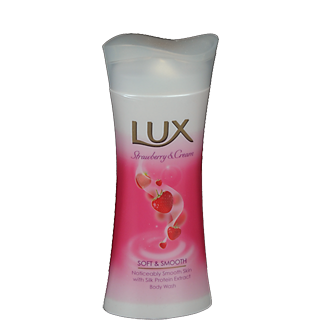 LUX
Strawberry & Cream
SOFT & SMOOTH
Noticeably Smooth Skin
with Silk Protein Extract
Body Wash